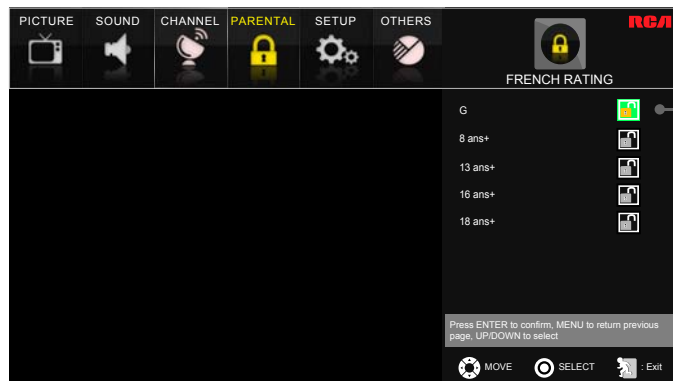 PICTURE SOUND CHANNEL PARENTAL SETUP OTHERS
RCA
FRENCH RATING
G
8 ans+
13 ans+
16 ans+
18 ans+
Press ENTER to confirm, MENU to return previous
page, UP/DOWN to select
MOVE SELECT : Exit